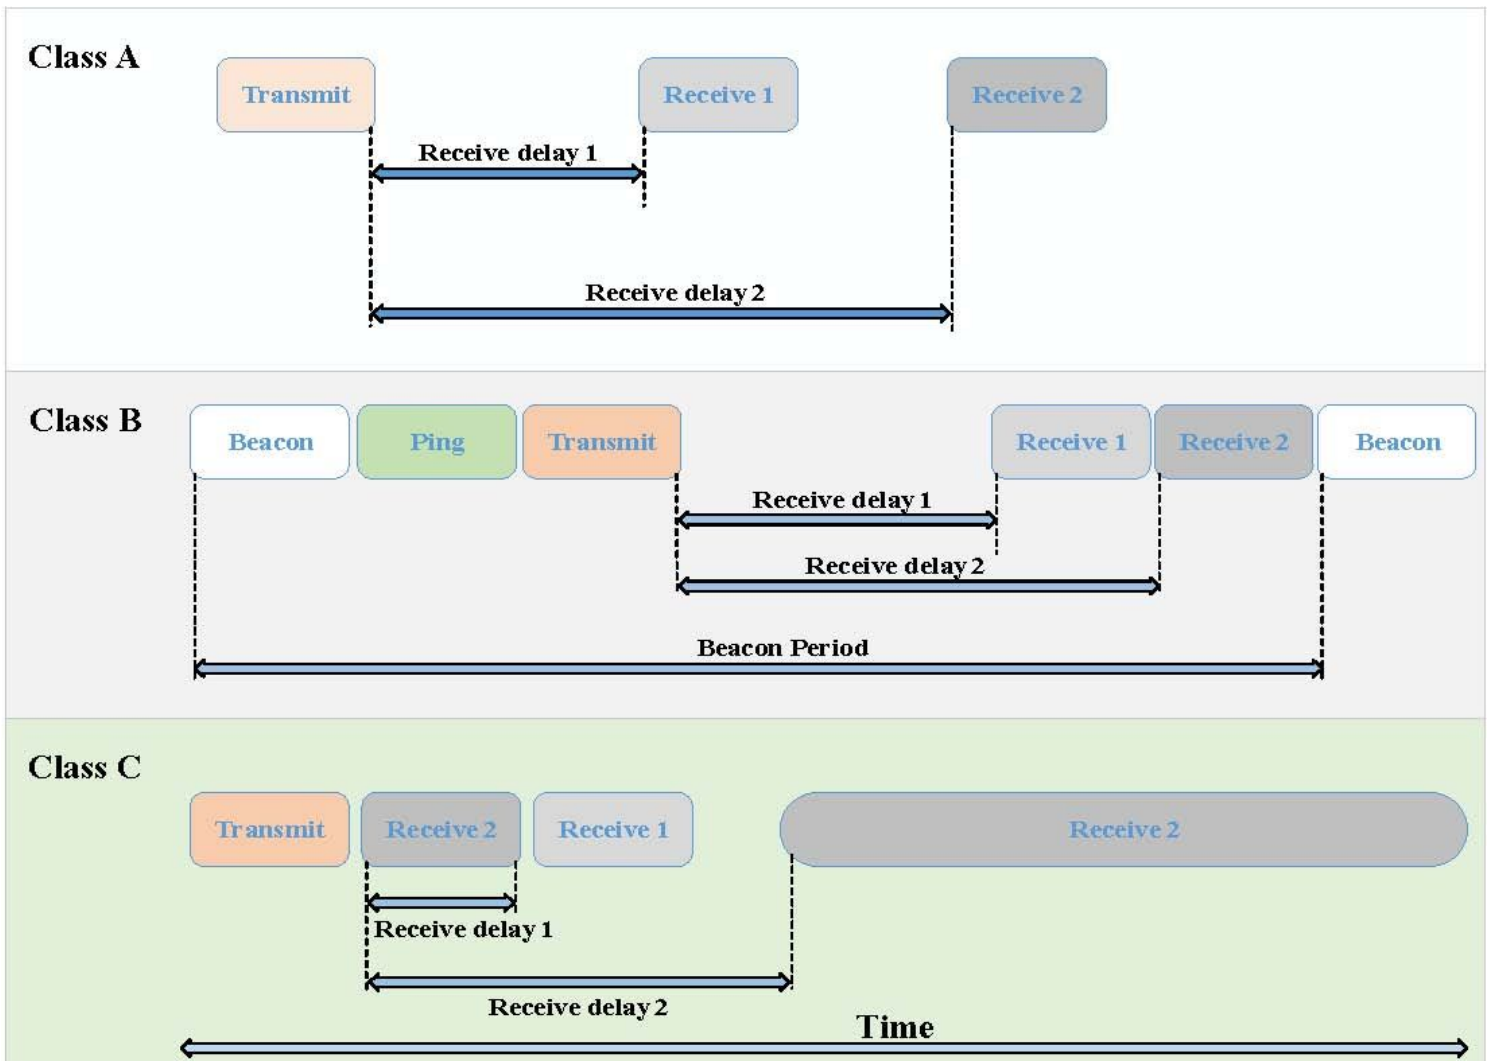 Class A
Transmit
Receive 1
Receive 2
Receive delay 1
Receive delay 2
Class B
Beacon
Ping
Transmit
Receive 1
Receive 2
Beacon
Receive delay 1
Receive delay 2
Beacon Period
Class C
Transmit
Receive 2
Receive 1
Receive 2
Receive delay 1
Receive delay 2
Time